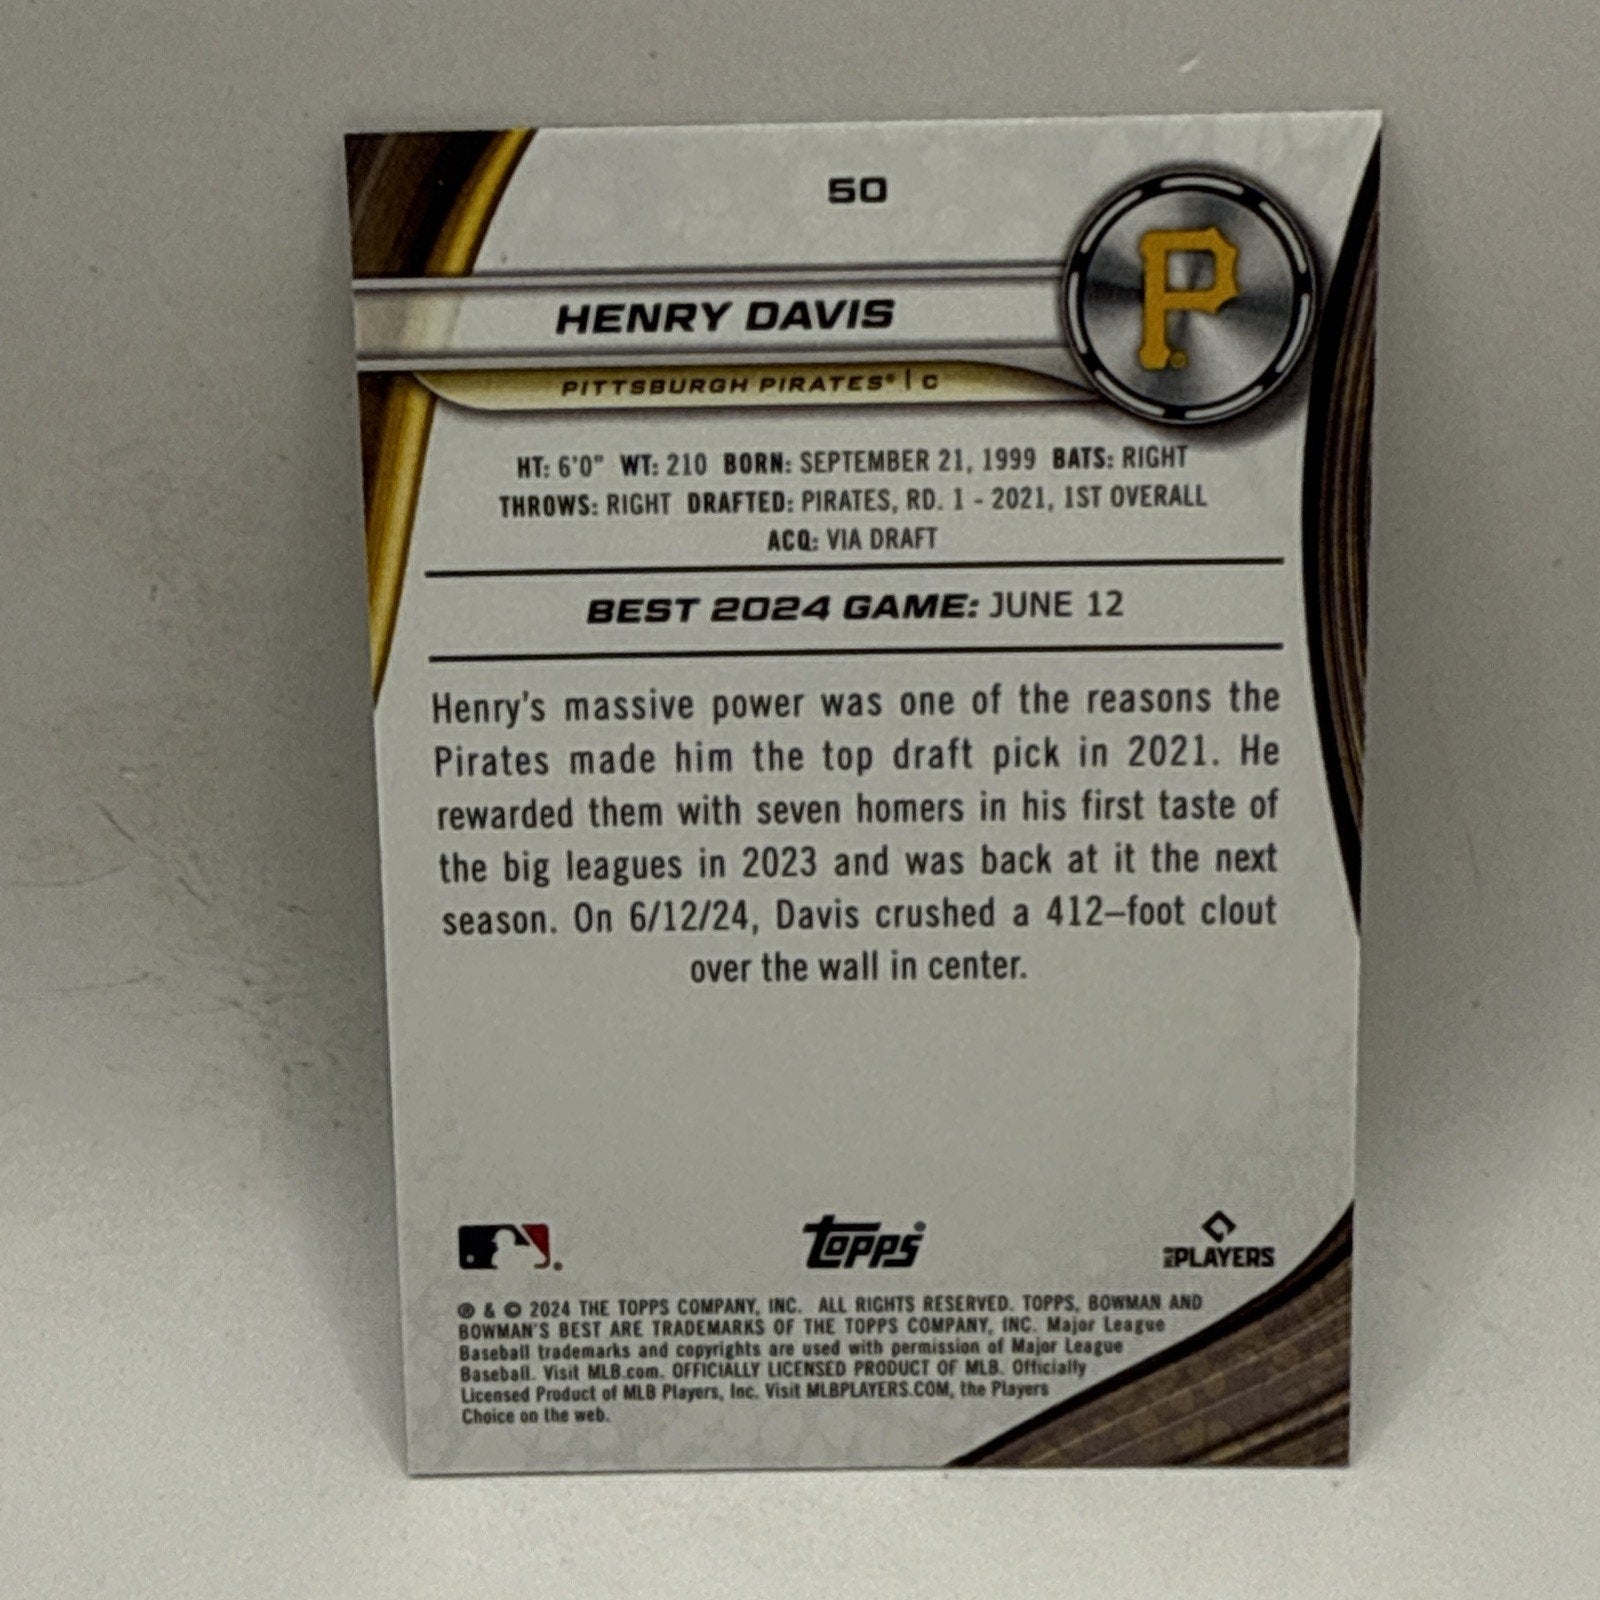 50
P
HENRY DAVIS
PITTSBURGH PIRATES® | C
HT: 6'0" WT: 210 BORN: SEPTEMBER 21, 1999 BATS: RIGHT
THROWS: RIGHT DRAFTED: PIRATES, RD. 1 - 2021, 1ST OVERALL
ACQ: VIA DRAFT
BEST 2024 GAME: JUNE 12
Henry's massive power was one of the reasons the
Pirates made him the top draft pick in 2021. He
rewarded them with seven homers in his first taste of
the big leagues in 2023 and was back at it the next
season. On 6/12/24, Davis crushed a 412–foot clout
over the wall in center.
Topps
PLAYERS
® & © 2024 THE TOPPS COMPANY, INC. ALL RIGHTS RESERVED. TOPPS, BOWMAN AND
BOWMAN'S BEST ARE TRADEMARKS OF THE TOPPS COMPANY, INC. Major League
Baseball trademarks and copyrights are used with permission of Major League
Baseball. Visit MLB.com. OFFICIALLY LICENSED PRODUCT OF MLB. Officially
Licensed Product of MLB Players, Inc. Visit MLBPLAYERS.COM, the Players
Choice on the web.